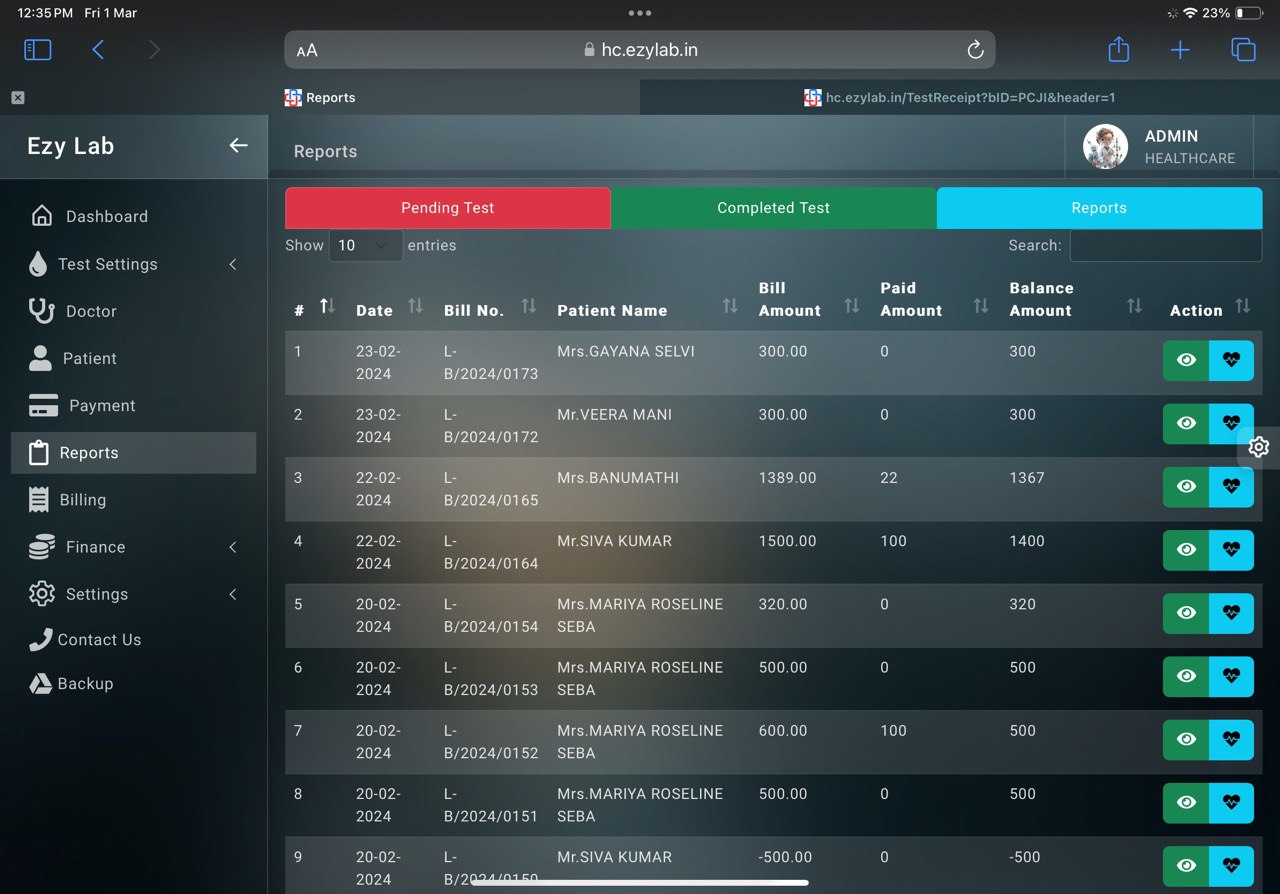 12:35 PM Fri 1 Mar
23%
AA
hc.ezylab.in
Reports
hc.ezylab.in/TestReceipt?bID=PCJI&header=1
Ezy Lab
Reports
ADMIN
HEALTHCARE
Dashboard
Test Settings
Doctor
Patient
Payment
Reports
Billing
Finance
Settings
Contact Us
Backup
Pending Test
Completed Test
Reports
Show 10 entries
Search:
# Date Bill No. Patient Name Bill Amount Paid Amount Balance Amount Action
1 23-02-2024 L-B/2024/0173 Mrs.GAYANA SELVI 300.00 0 300
2 23-02-2024 L-B/2024/0172 Mr.VEERA MANI 300.00 0 300
3 22-02-2024 L-B/2024/0165 Mrs.BANUMATHI 1389.00 22 1367
4 22-02-2024 L-B/2024/0164 Mr.SIVA KUMAR 1500.00 100 1400
5 20-02-2024 L-B/2024/0154 Mrs.MARIYA ROSELINE SEBA 320.00 0 320
6 20-02-2024 L-B/2024/0153 Mrs.MARIYA ROSELINE SEBA 500.00 0 500
7 20-02-2024 L-B/2024/0152 Mrs.MARIYA ROSELINE SEBA 600.00 100 500
8 20-02-2024 L-B/2024/0151 Mrs.MARIYA ROSELINE SEBA 500.00 0 500
9 20-02-2024 L-B/2024/0150 Mr.SIVA KUMAR -500.00 0 -500